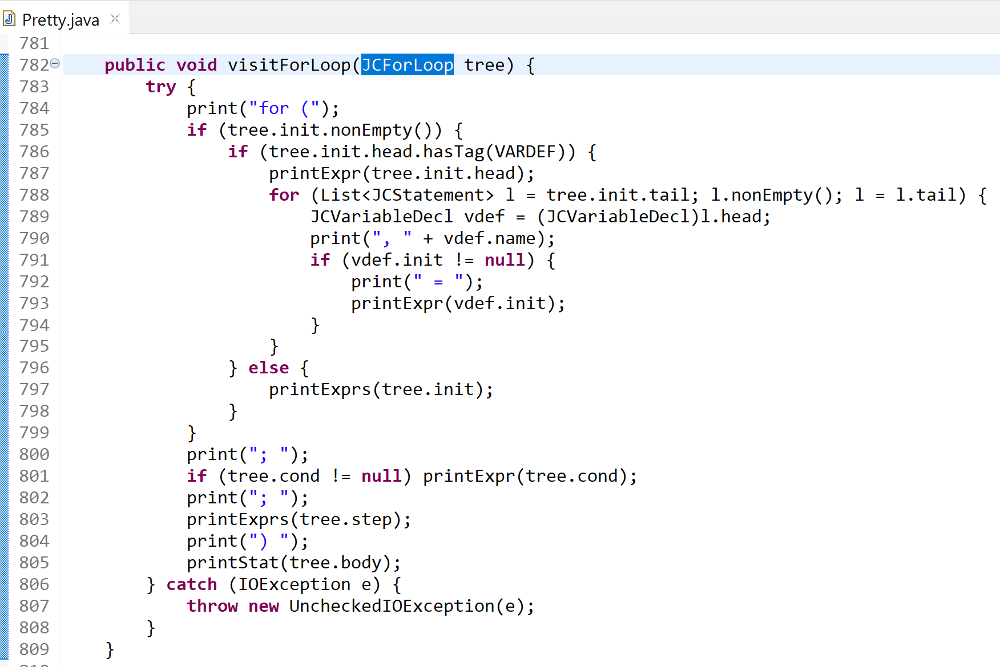 Pretty.java
781
782 public void visitForLoop(JCForLoop tree) {
783 try {
784 print("for (");
785 if (tree.init.nonEmpty()) {
786 if (tree.init.head.hasTag(VARDEF)) {
787 printExpr(tree.init.head);
788 for (List<JCStatement> l = tree.init.tail; l.nonEmpty(); l = l.tail) {
789 JCVariableDecl vdef = (JCVariableDecl)l.head;
790 print(", " + vdef.name);
791 if (vdef.init != null) {
792 print(" = ");
793 printExpr(vdef.init);
794 }
795 }
796 } else {
797 printExprs(tree.init);
798 }
799 }
800 print("; ");
801 if (tree.cond != null) printExpr(tree.cond);
802 print("; ");
803 printExprs(tree.step);
804 print(") ");
805 printStat(tree.body);
806 } catch (IOException e) {
807 throw new UncheckedIOException(e);
808 }
809 }